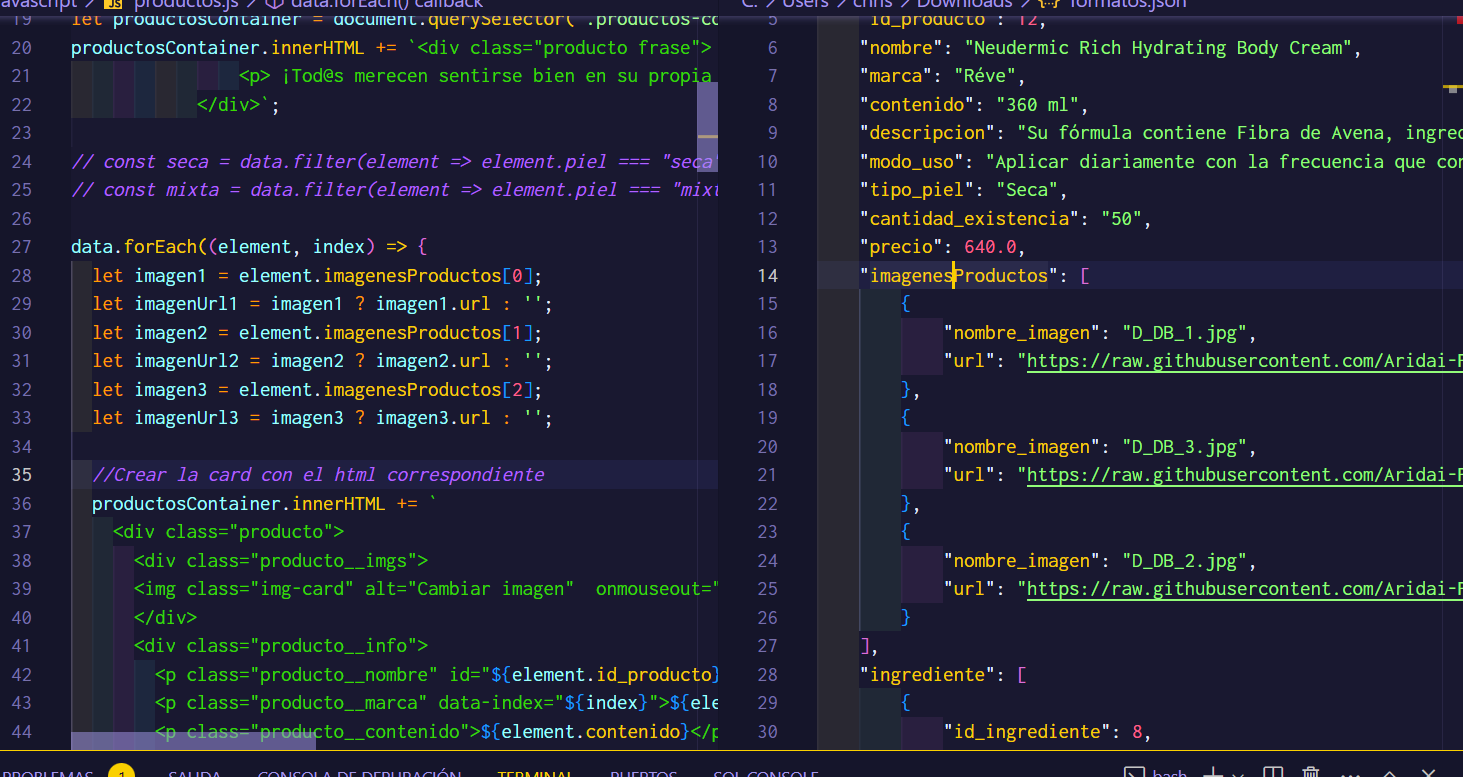 avascript > JS productos.js > data.forEach() callback
19 let productosContainer = document.querySelector(".productos-co
20 productosContainer.innerHTML += `<div class="producto frase">
21 <p> ¡Tod@s merecen sentirse bien en su propia
22 </div>`;
23
24 // const seca = data.filter(element => element.piel === "seca"
25 // const mixta = data.filter(element => element.piel === "mixt
26
27 data.forEach((element, index) => {
28 let imagen1 = element.imagenesProductos[0];
29 let imagenUrl1 = imagen1 ? imagen1.url : '';
30 let imagen2 = element.imagenesProductos[1];
31 let imagenUrl2 = imagen2 ? imagen2.url : '';
32 let imagen3 = element.imagenesProductos[2];
33 let imagenUrl3 = imagen3 ? imagen3.url : '';
34
35 //Crear la card con el html correspondiente
36 productosContainer.innerHTML += `
37 <div class="producto">
38 <div class="producto__imgs">
39 <img class="img-card" alt="Cambiar imagen"  onmouseout="
40 </div>
41 <div class="producto__info">
42 <p class="producto__nombre" id="${element.id_producto}
43 <p class="producto__marca" data-index="${index}">${ele
44 <p class="producto__contenido">${element.contenido}</p
C: > Users > chris > Downloads > {··} formatos.json
5 "id_producto": 12,
6 "nombre": "Neudermic Rich Hydrating Body Cream",
7 "marca": "Réve",
8 "contenido": "360 ml",
9 "descripcion": "Su fórmula contiene Fibra de Avena, ingred
10 "modo_uso": "Aplicar diariamente con la frecuencia que con
11 "tipo_piel": "Seca",
12 "cantidad_existencia": "50",
13 "precio": 640.0,
14 "imagenesProductos": [
15 {
16 "nombre_imagen": "D_DB_1.jpg",
17 "url": "https://raw.githubusercontent.com/Aridai-R
18 },
19 {
20 "nombre_imagen": "D_DB_3.jpg",
21 "url": "https://raw.githubusercontent.com/Aridai-R
22 },
23 {
24 "nombre_imagen": "D_DB_2.jpg",
25 "url": "https://raw.githubusercontent.com/Aridai-R
26 }
27 ],
28 "ingrediente": [
29 {
30 "id_ingrediente": 8,
PROBLEMAS 1 SALIDA CONSOLA DE DEPURACIÓN TERMINAL PUERTOS SQL CONSOLE bash